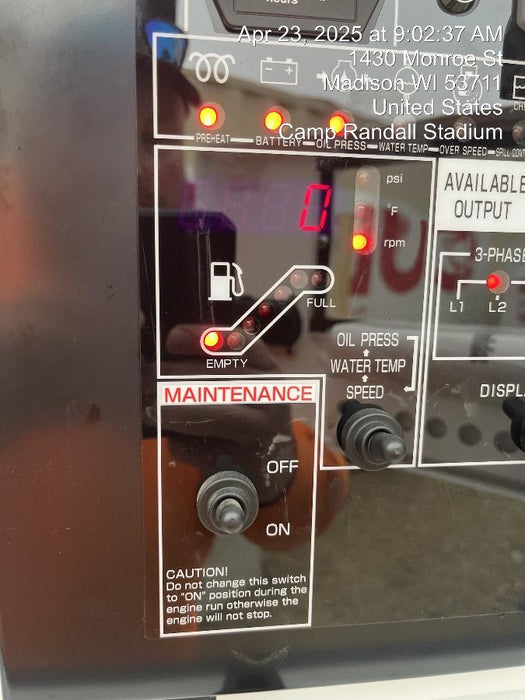 Hours
Apr 23, 2025 at 9:02:37 AM
1430 Monroe St
Madison WI 53711
United States
Camp Randall Stadium
PREHEAT BATTERY OIL PRESS WATER TEMP OVER SPEED
psi
0
°F
rpm
AVAILABLE
OUTPUT
3-PHASE
L1 L2
FULL
EMPTY
OIL PRESS
WATER TEMP
SPEED
DISPL
MAINTENANCE
OFF
ON
CAUTION!
Do not change this switch
to "ON" position during the
engine run otherwise the
engine will not stop.